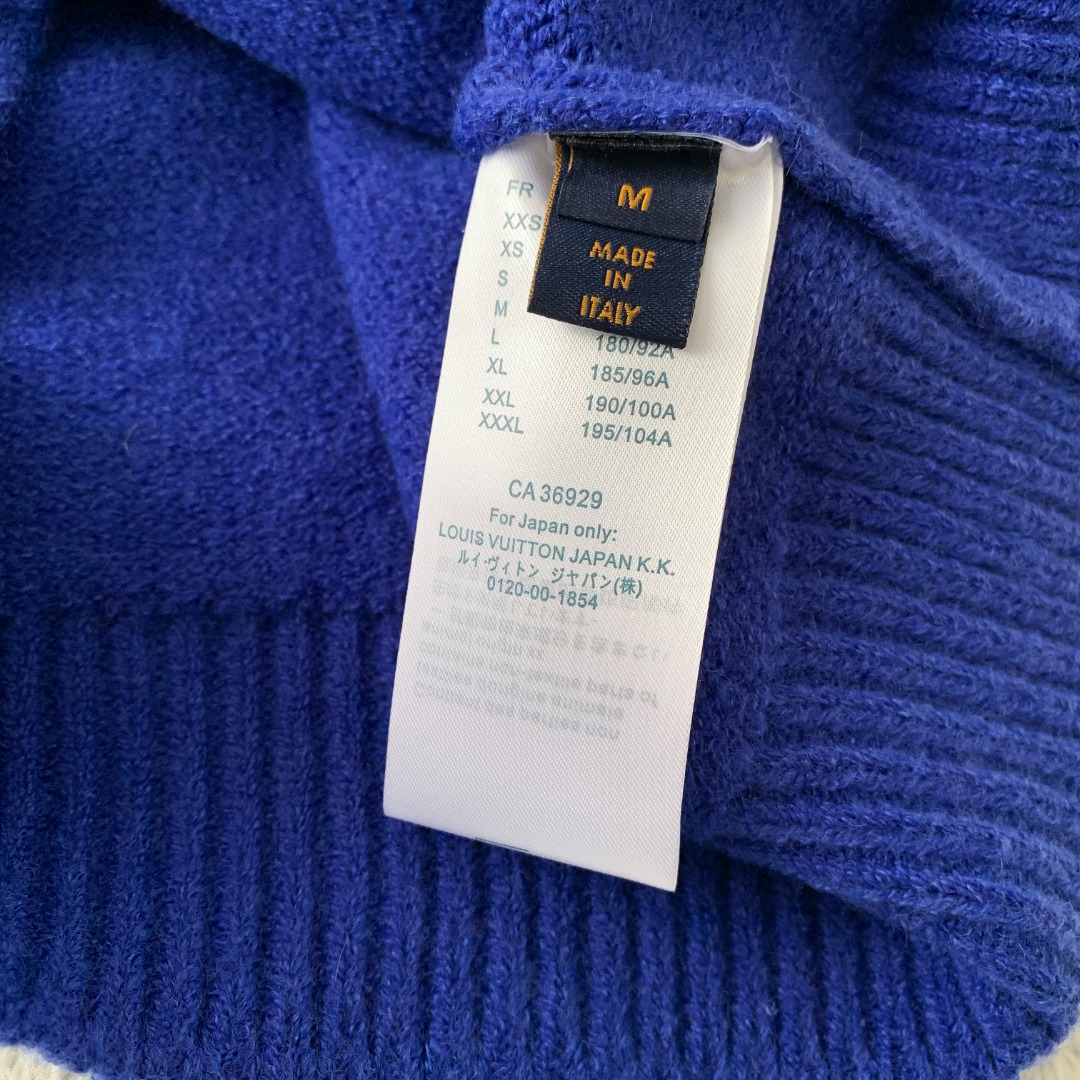 M
MADE
IN
ITALY
FR
XXS
XS
S
M
L 180/92A
XL 185/96A
XXL 190/100A
XXXL 195/104A
CA 36929
For Japan only:
LOUIS VUITTON JAPAN K.K.
ルイ・ヴィトン ジャパン(株)
0120-00-1854